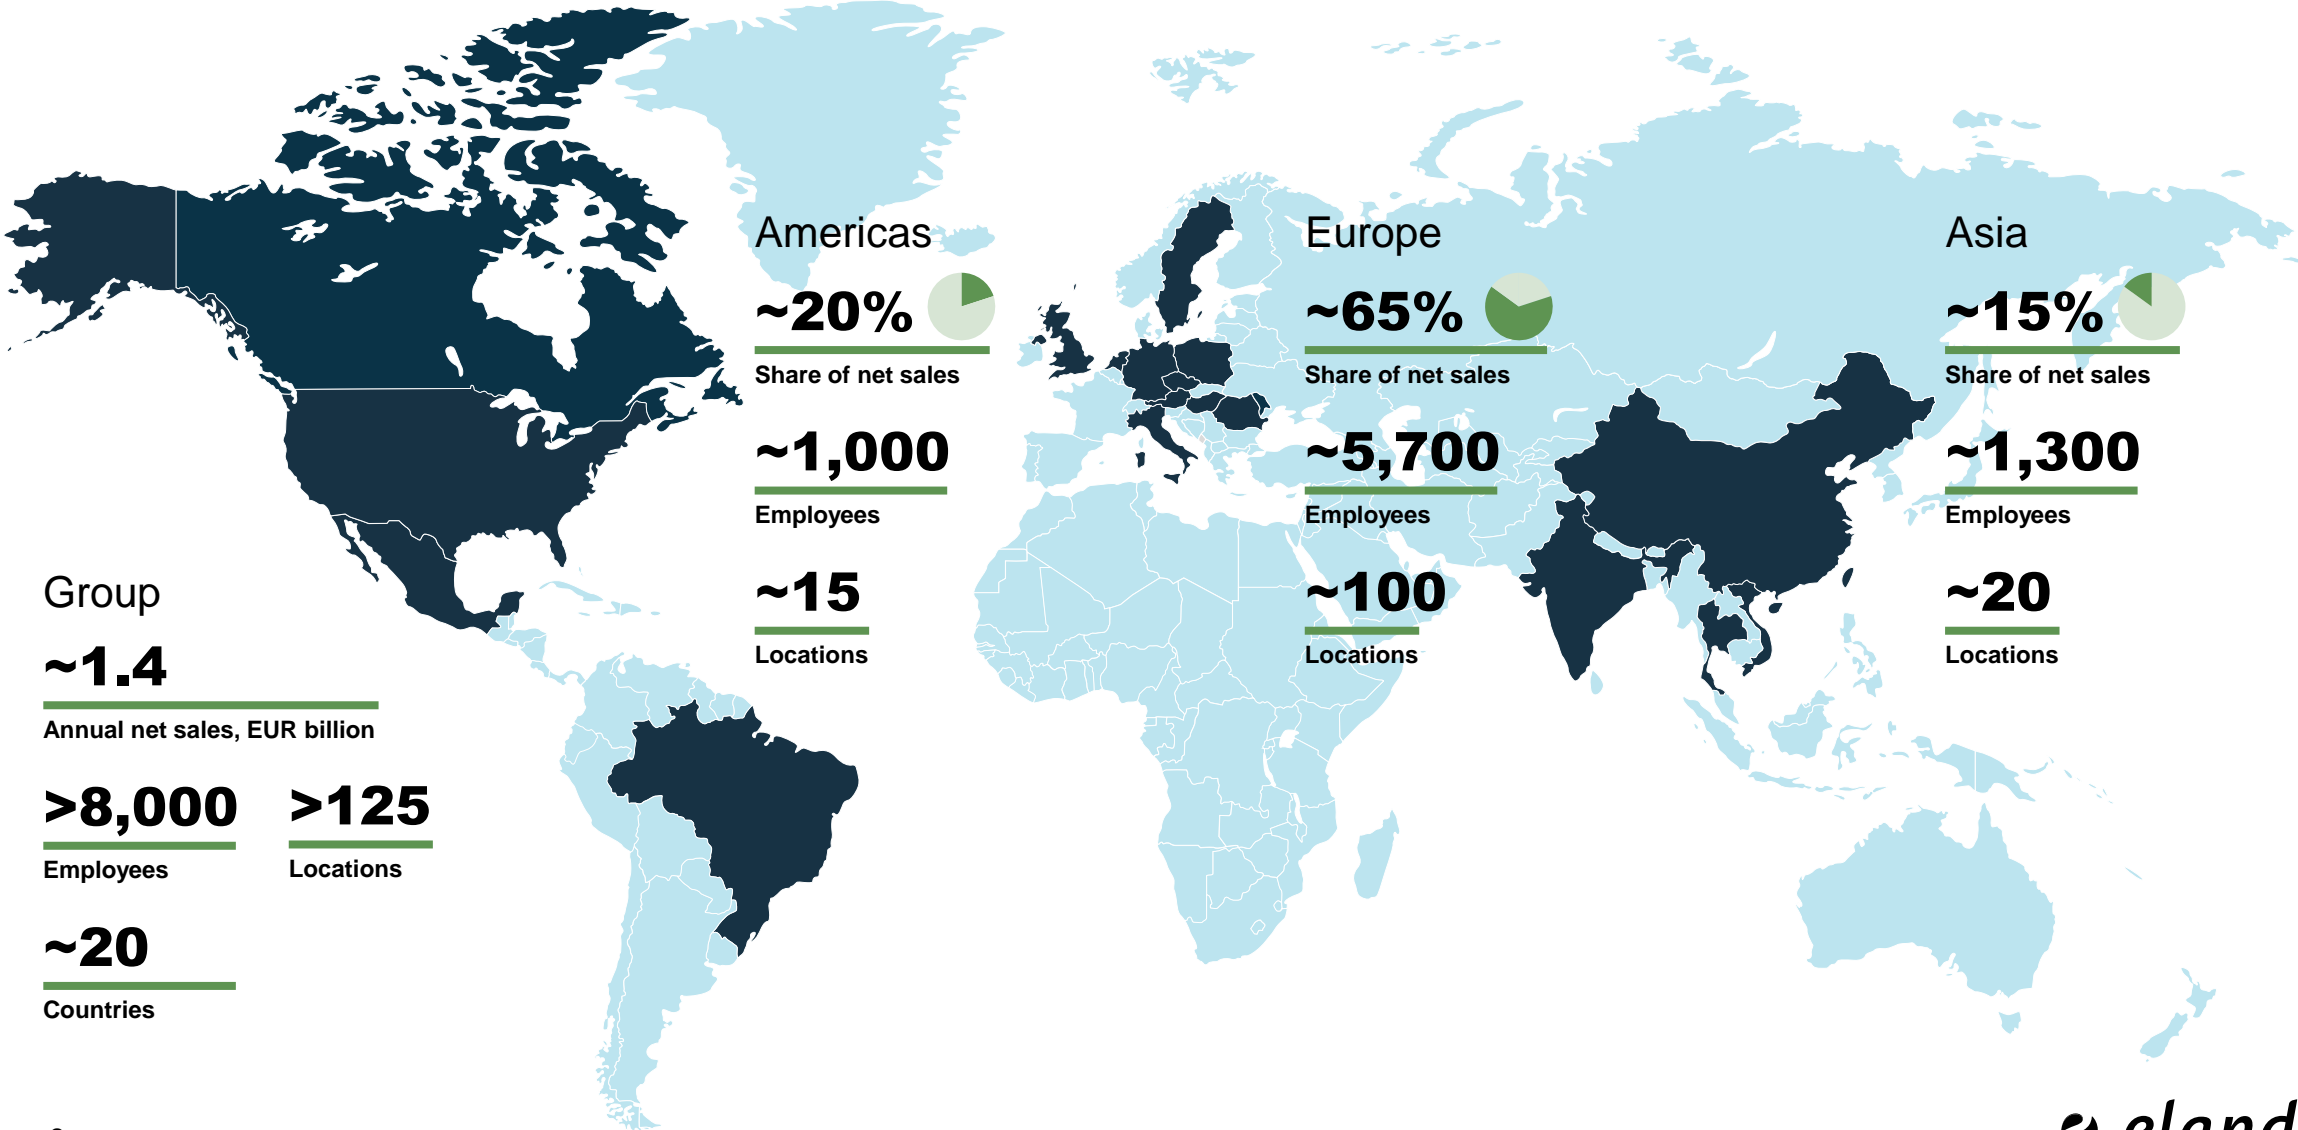 Americas
~20%
Share of net sales
~1,000
Employees
~15
Locations
Europe
~65%
Share of net sales
~5,700
Employees
~100
Locations
Asia
~15%
Share of net sales
~1,300
Employees
~20
Locations
Group
~1.4
Annual net sales, EUR billion
>8,000 >125
Employees Locations
~20
Countries